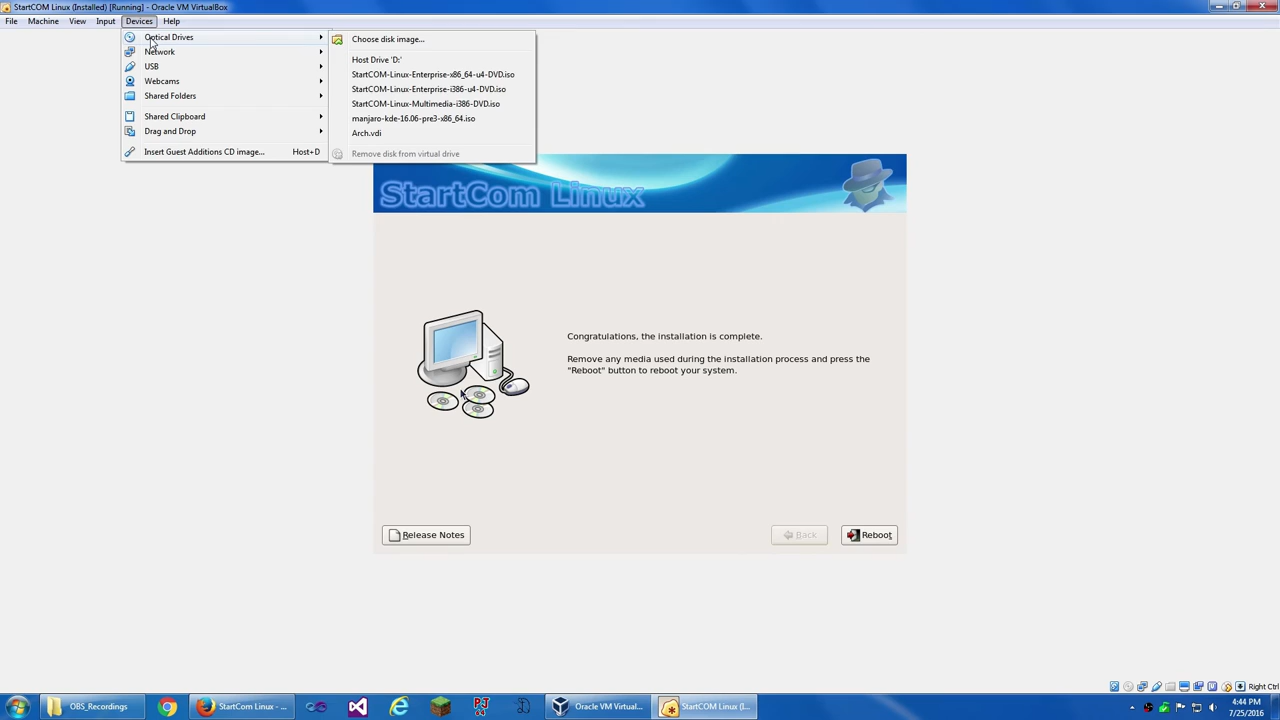 StartCOM Linux (Installed) [Running] - Oracle VM VirtualBox
File Machine View Input Devices Help
Optical Drives
Network
USB
Webcams
Shared Folders
Shared Clipboard
Drag and Drop
Insert Guest Additions CD image... Host+D
Choose disk image...
Host Drive 'D:'
StartCOM-Linux-Enterprise-x86_64-u4-DVD.iso
StartCOM-Linux-Enterprise-i386-u4-DVD.iso
StartCOM-Linux-Multimedia-i386-DVD.iso
manjaro-kde-16.06-pre3-x86_64.iso
Arch.vdi
Remove disk from virtual drive
StartCom Linux
Congratulations, the installation is complete.
Remove any media used during the installation process and press the
"Reboot" button to reboot your system.
Release Notes Back Reboot
Right Ctrl
OBS_Recordings StartCom Linux - ... Oracle VM Virtual... StartCOM Linux (I...
4:44 PM
7/25/2016